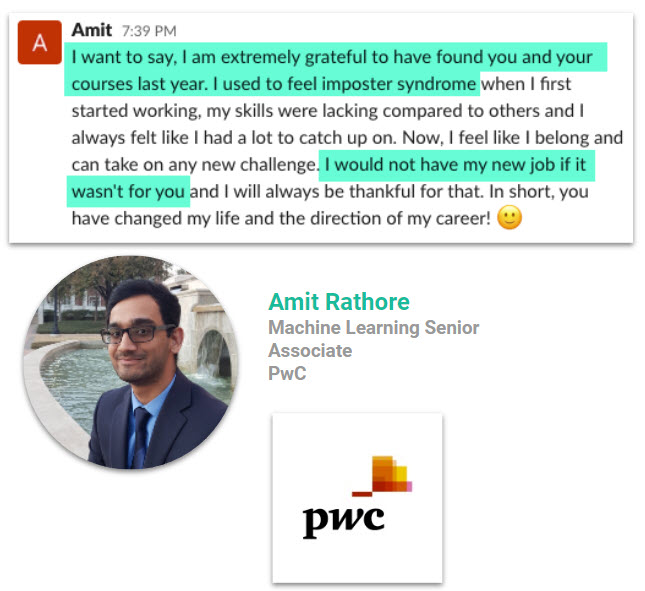 A
Amit 7:39 PM
I want to say, I am extremely grateful to have found you and your
courses last year. I used to feel imposter syndrome when I first
started working, my skills were lacking compared to others and I
always felt like I had a lot to catch up on. Now, I feel like I belong and
can take on any new challenge. I would not have my new job if it
wasn't for you and I will always be thankful for that. In short, you
have changed my life and the direction of my career! 🙂
Amit Rathore
Machine Learning Senior
Associate
PwC
pwc